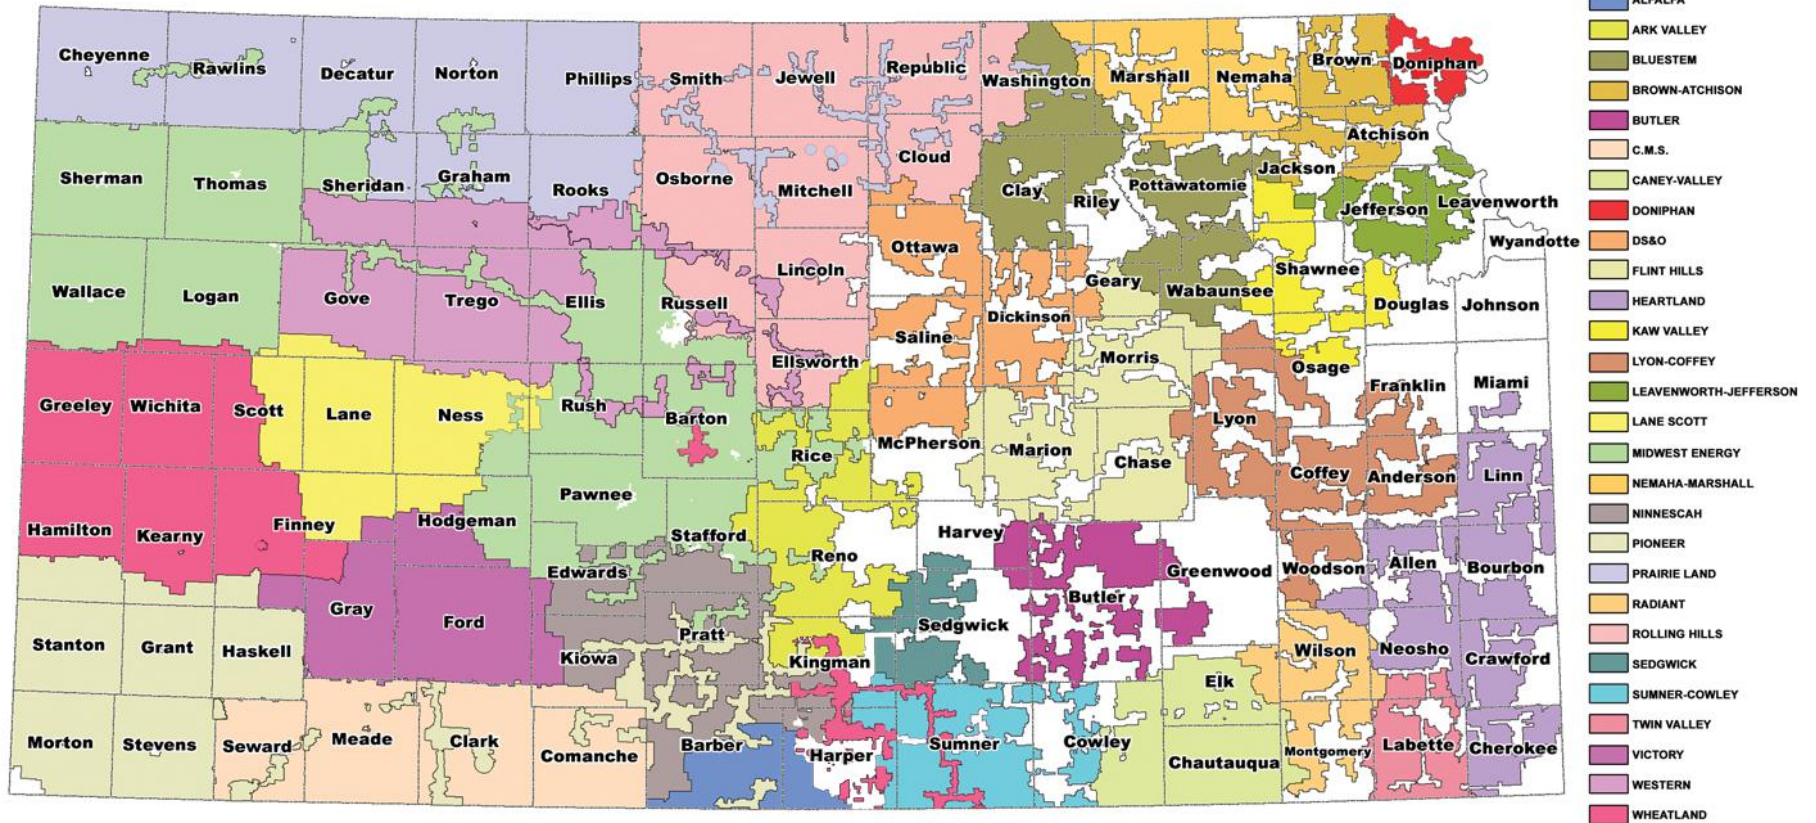 Cheyenne
Rawlins
Decatur
Norton
Phillips
Smith
Jewell
Republic
Washington
Marshall
Nemaha
Brown
Doniphan
Sherman
Thomas
Sheridan
Graham
Rooks
Osborne
Mitchell
Cloud
Clay
Riley
Pottawatomie
Jackson
Atchison
Jefferson
Leavenworth
Wyandotte
Wallace
Logan
Gove
Trego
Ellis
Russell
Lincoln
Ottawa
Saline
Dickinson
Geary
Wabaunsee
Shawnee
Douglas
Johnson
Greeley
Wichita
Scott
Lane
Ness
Rush
Barton
Ellsworth
Rice
McPherson
Marion
Morris
Chase
Lyon
Osage
Franklin
Miami
Coffey
Anderson
Linn
Hamilton
Kearny
Finney
Hodgeman
Pawnee
Stafford
Edwards
Reno
Harvey
Sedgwick
Butler
Greenwood
Woodson
Allen
Bourbon
Stanton
Grant
Haskell
Gray
Ford
Kiowa
Pratt
Kingman
Elk
Wilson
Neosho
Crawford
Morton
Stevens
Seward
Meade
Clark
Comanche
Barber
Harper
Sumner
Cowley
Chautauqua
Montgomery
Labette
Cherokee
ALFALFA
ARK VALLEY
BLUESTEM
BROWN-ATCHISON
BUTLER
C.M.S.
CANEY-VALLEY
DONIPHAN
DS&O
FLINT HILLS
HEARTLAND
KAW VALLEY
LYON-COFFEY
LEAVENWORTH-JEFFERSON
LANE SCOTT
MIDWEST ENERGY
NEMAHA-MARSHALL
NINNESCAH
PIONEER
PRAIRIE LAND
RADIANT
ROLLING HILLS
SEDGWICK
SUMNER-COWLEY
TWIN VALLEY
VICTORY
WESTERN
WHEATLAND